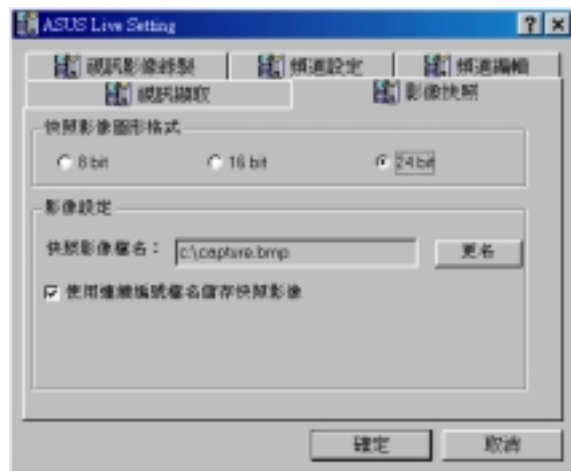 ASUS Live Setting
視訊影像錄製
頻道設定
頻道編輯
視訊擷取
影像快照
快照影像圖形格式
8 bit
16 bit
24 bit
影像設定
快照影像檔名：
c:\capture.bmp
更名
使用連續編號檔名儲存快照影像
確定
取消